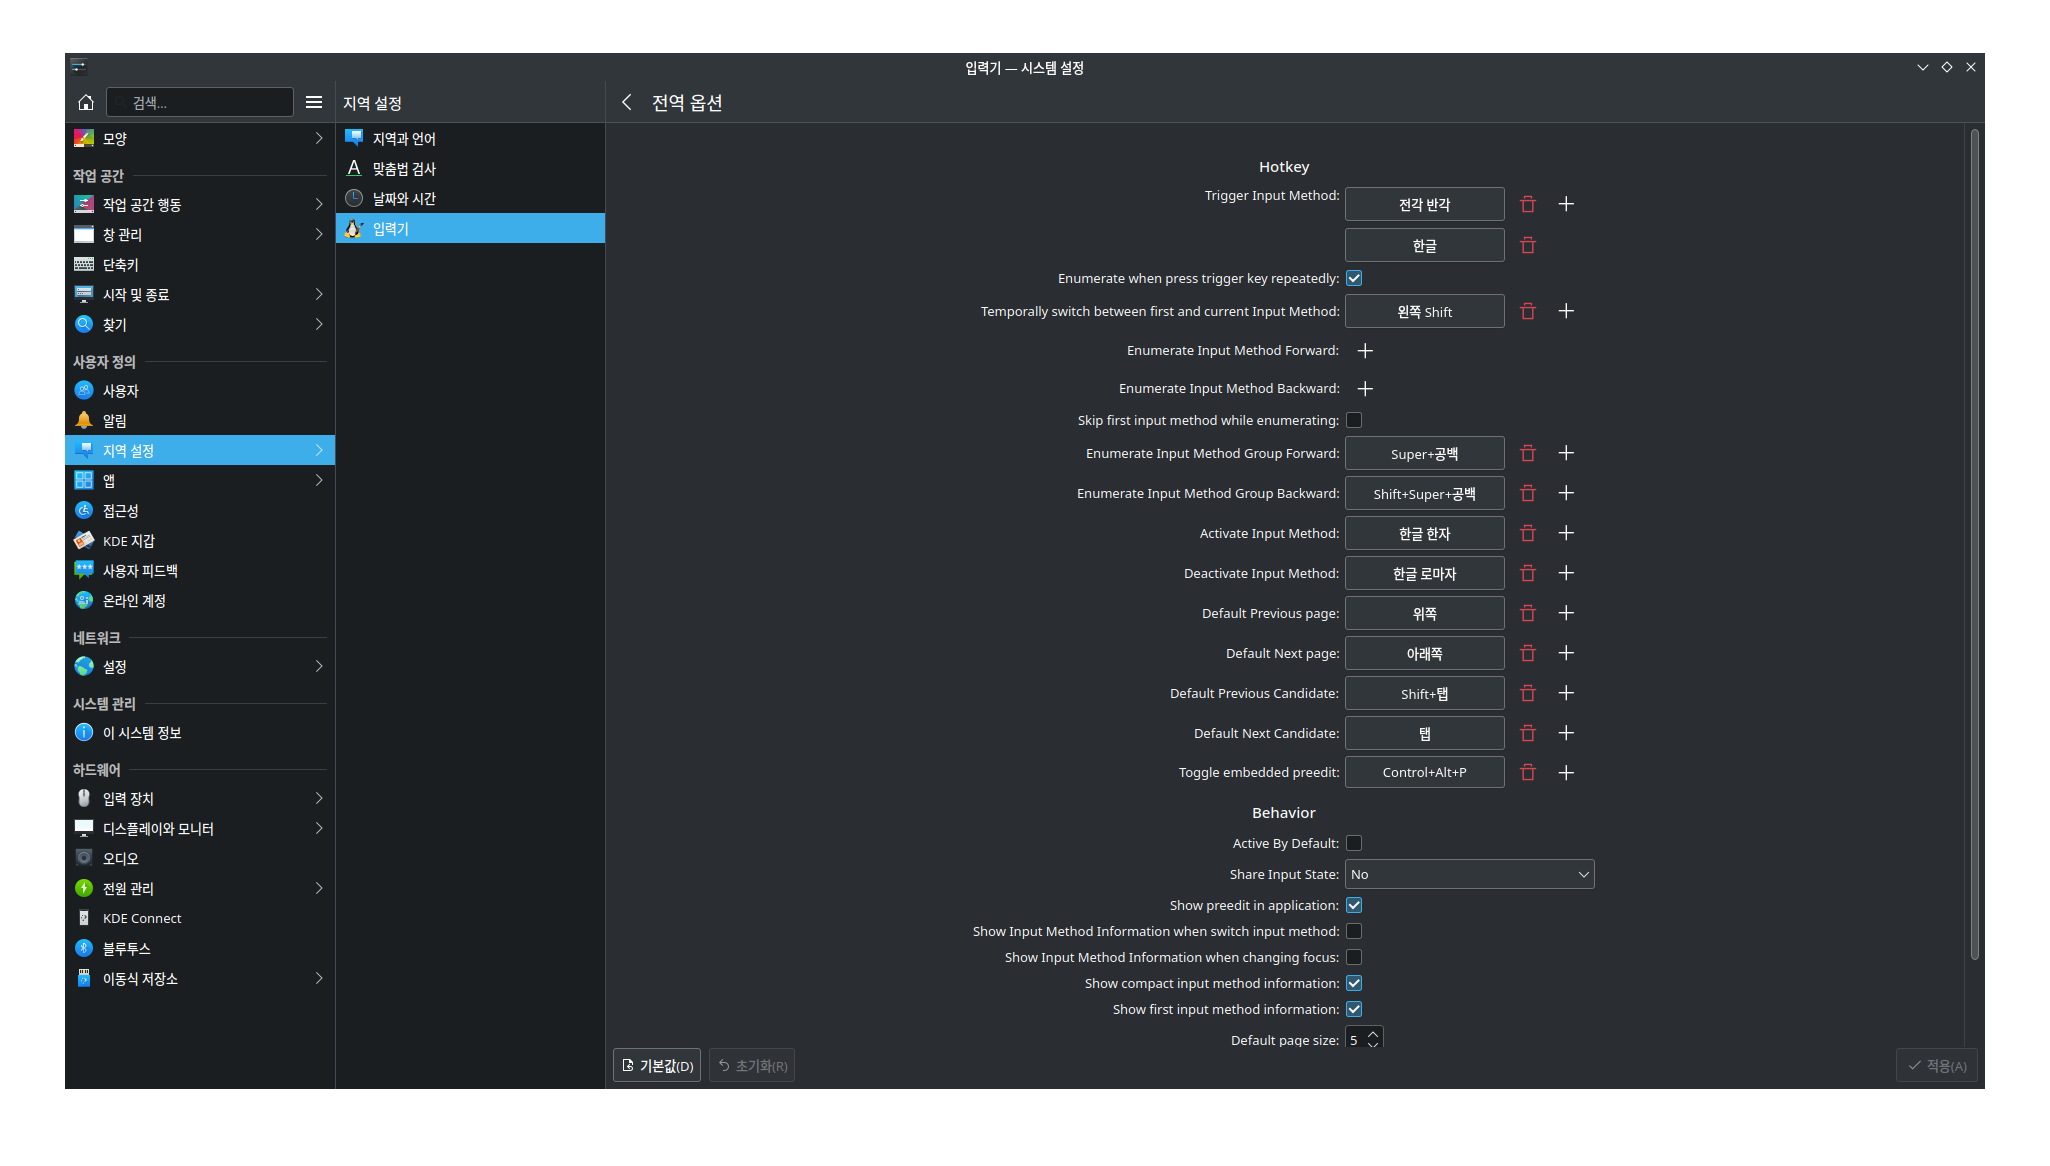 입력기 — 시스템 설정
검색...
지역 설정
전역 옵션
모양
작업 공간
작업 공간 행동
창 관리
단축키
시작 및 종료
찾기
사용자 정의
사용자
알림
지역 설정
앱
접근성
KDE 지갑
사용자 피드백
온라인 계정
네트워크
설정
시스템 관리
이 시스템 정보
하드웨어
입력 장치
디스플레이와 모니터
오디오
전원 관리
KDE Connect
블루투스
이동식 저장소
지역과 언어
맞춤법 검사
날짜와 시간
입력기
Hotkey
Trigger Input Method: 전각 반각
한글
Enumerate when press trigger key repeatedly:
Temporally switch between first and current Input Method: 왼쪽 Shift
Enumerate Input Method Forward:
Enumerate Input Method Backward:
Skip first input method while enumerating:
Enumerate Input Method Group Forward: Super+공백
Enumerate Input Method Group Backward: Shift+Super+공백
Activate Input Method: 한글 한자
Deactivate Input Method: 한글 로마자
Default Previous page: 위쪽
Default Next page: 아래쪽
Default Previous Candidate: Shift+탭
Default Next Candidate: 탭
Toggle embedded preedit: Control+Alt+P
Behavior
Active By Default:
Share Input State: No
Show preedit in application:
Show Input Method Information when switch input method:
Show Input Method Information when changing focus:
Show compact input method information:
Show first input method information:
Default page size: 5
기본값(D)
초기화(R)
적용(A)